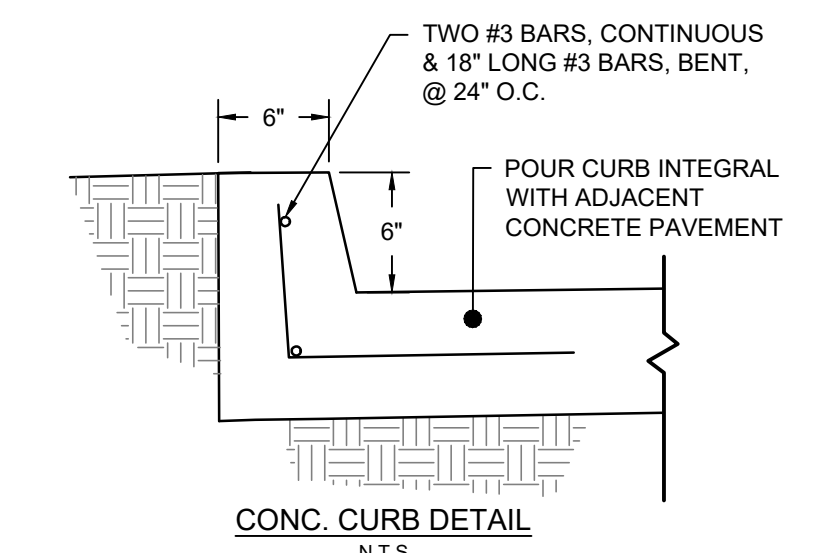 TWO #3 BARS, CONTINUOUS
& 18" LONG #3 BARS, BENT,
@ 24" O.C.
6"
POUR CURB INTEGRAL
WITH ADJACENT
CONCRETE PAVEMENT
6"
CONC. CURB DETAIL
N.T.S.